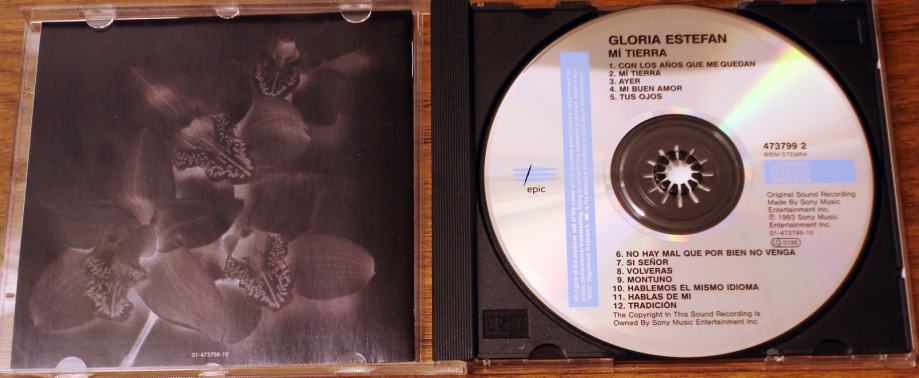 GLORIA ESTEFAN
MÍ TIERRA
1. CON LOS AÑOS QUE ME QUEDAN
2. MÍ TIERRA
3. AYER
4. MI BUEN AMOR
5. TUS OJOS
473799 2
BIEM/STEMRA
epic
Original Sound Recording
Made By Sony Music
Entertainment Inc.
℗ 1993 Sony Music
Entertainment Inc.
01-473799-10
LC 0199
6. NO HAY MAL QUE POR BIEN NO VENGA
7. SI SEÑOR
8. VOLVERAS
9. MONTUNO
10. HABLEMOS EL MISMO IDIOMA
11. HABLAS DE MI
12. TRADICIÓN
The Copyright In This Sound Recording Is
Owned By Sony Music Entertainment Inc.
01-473799-10